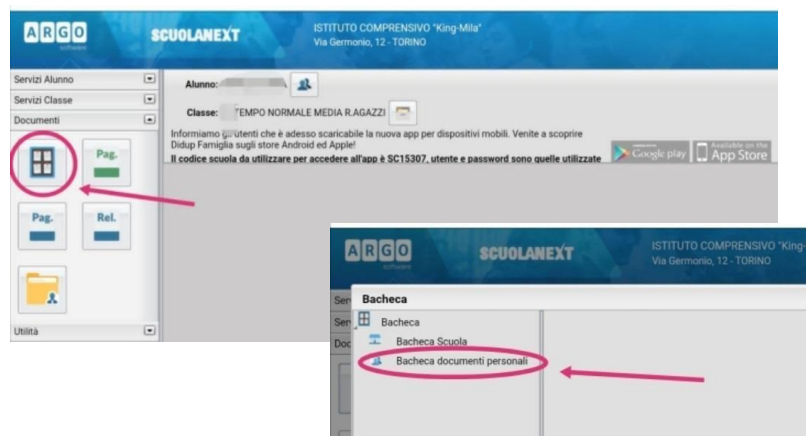 ARGO
software
SCUOLANEXT
ISTITUTO COMPRENSIVO "King-Mila"
Via Germonio, 12 - TORINO
Servizi Alunno
Servizi Classe
Documenti
Pag.
Pag.
Rel.
Utilità
Alunno:
Classe: TEMPO NORMALE MEDIA R.AGAZZI
Informiamo gli utenti che è adesso scaricabile la nuova app per dispositivi mobili. Venite a scoprire
Didup Famiglia sugli store Android ed Apple!
Il codice scuola da utilizzare per accedere all'app è SC15307, utente e password sono quelle utilizzate
Google play
Available on the
App Store
ARGO
software
SCUOLANEXT
ISTITUTO COMPRENSIVO "King-
Via Germonio, 12 - TORINO
Ser
Ser
Doc
Bacheca
Bacheca
Bacheca Scuola
Bacheca documenti personali